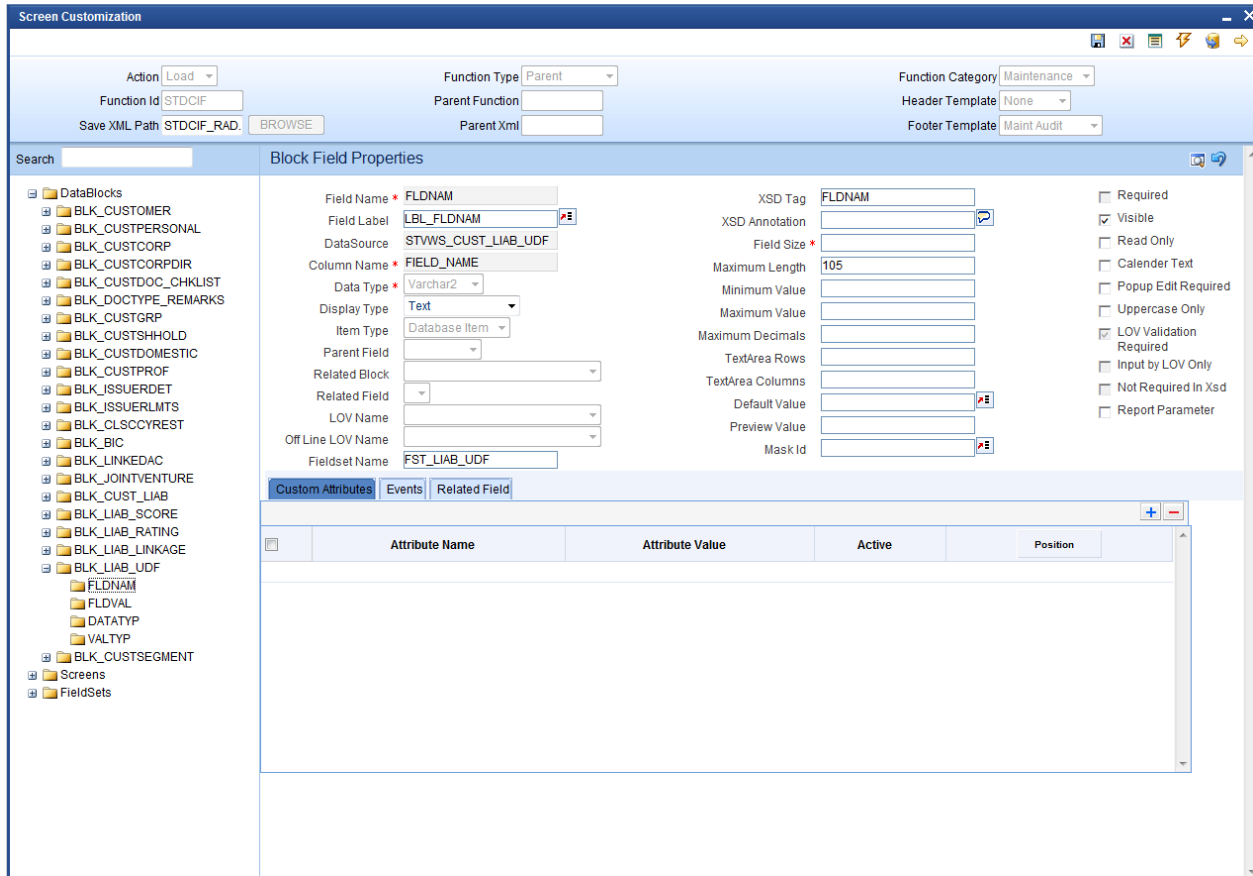 Screen Customization
Action Load Function Type Parent Function Category Maintenance
Function Id STDCIF Parent Function Header Template None
Save XML Path STDCIF_RAD. BROWSE Parent Xml Footer Template Maint Audit
Search Block Field Properties
DataBlocks
BLK_CUSTOMER
BLK_CUSTPERSONAL
BLK_CUSTCORP
BLK_CUSTCORPDIR
BLK_CUSTDOC_CHKLIST
BLK_DOCTYPE_REMARKS
BLK_CUSTGRP
BLK_CUSTSHHOLD
BLK_CUSTDOMESTIC
BLK_CUSTPROF
BLK_ISSUERDET
BLK_ISSUERLMTS
BLK_CLSCCYREST
BLK_BIC
BLK_LINKEDAC
BLK_JOINTVENTURE
BLK_CUST_LIAB
BLK_LIAB_SCORE
BLK_LIAB_RATING
BLK_LIAB_LINKAGE
BLK_LIAB_UDF
FLDNAM
FLDVAL
DATATYP
VALTYP
BLK_CUSTSEGMENT
Screens
FieldSets
Field Name * FLDNAM
Field Label LBL_FLDNAM
DataSource STVWS_CUST_LIAB_UDF
Column Name * FIELD_NAME
Data Type * Varchar2
Display Type Text
Item Type Database Item
Parent Field
Related Block
Related Field
LOV Name
Off Line LOV Name
Fieldset Name FST_LIAB_UDF
XSD Tag FLDNAM
XSD Annotation
Field Size *
Maximum Length 105
Minimum Value
Maximum Value
Maximum Decimals
TextArea Rows
TextArea Columns
Default Value
Preview Value
Mask Id
Required
Visible
Read Only
Calender Text
Popup Edit Required
Uppercase Only
LOV Validation
Required
Input by LOV Only
Not Required In Xsd
Report Parameter
Custom Attributes Events Related Field
Attribute Name Attribute Value Active Position